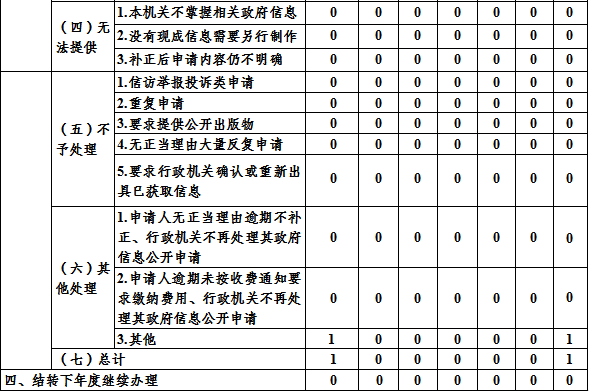 （四）无法提供
1.本机关不掌握相关政府信息 0 0 0 0 0 0 0
2.没有现成信息需要另行制作 0 0 0 0 0 0 0
3.补正后申请内容仍不明确 0 0 0 0 0 0 0
（五）不予处理
1.信访举报投诉类申请 0 0 0 0 0 0 0
2.重复申请 0 0 0 0 0 0 0
3.要求提供公开出版物 0 0 0 0 0 0 0
4.无正当理由大量反复申请 0 0 0 0 0 0 0
5.要求行政机关确认或重新出
具已获取信息 0 0 0 0 0 0 0
（六）其他处理
1.申请人无正当理由逾期不补
正、行政机关不再处理其政府
信息公开申请 0 0 0 0 0 0 0
2.申请人逾期未按收费通知要
求缴纳费用、行政机关不再处
理其政府信息公开申请 0 0 0 0 0 0 0
3.其他 1 0 0 0 0 0 1
（七）总计 1 0 0 0 0 0 1
四、结转下年度继续办理 0 0 0 0 0 0 0